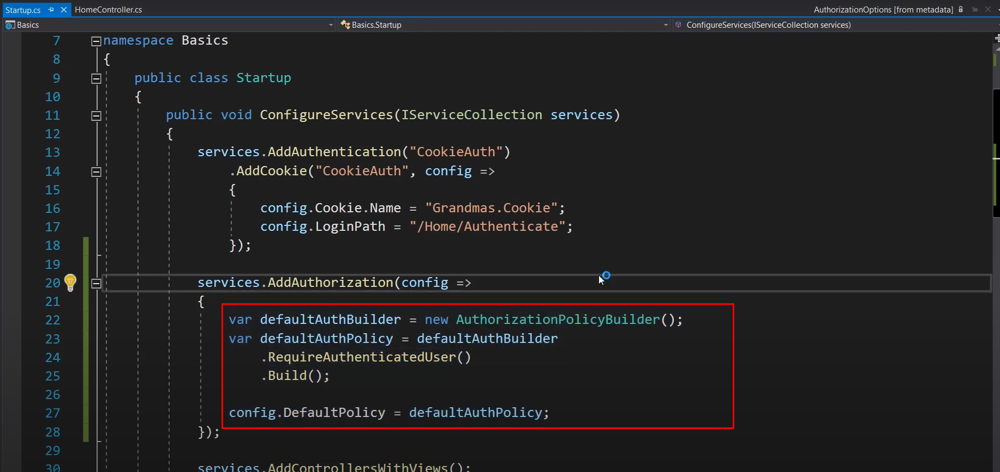 Startup.cs
HomeController.cs
AuthorizationOptions [from metadata]
Basics
Basics.Startup
ConfigureServices(IServiceCollection services)
7 namespace Basics
8 {
9 public class Startup
10 {
11 public void ConfigureServices(IServiceCollection services)
12 {
13 services.AddAuthentication("CookieAuth")
14 .AddCookie("CookieAuth", config =>
15 {
16 config.Cookie.Name = "Grandmas.Cookie";
17 config.LoginPath = "/Home/Authenticate";
18 });
19
20 services.AddAuthorization(config =>
21 {
22 var defaultAuthBuilder = new AuthorizationPolicyBuilder();
23 var defaultAuthPolicy = defaultAuthBuilder
24 .RequireAuthenticatedUser()
25 .Build();
26
27 config.DefaultPolicy = defaultAuthPolicy;
28 });
29
30 services.AddControllersWithViews();